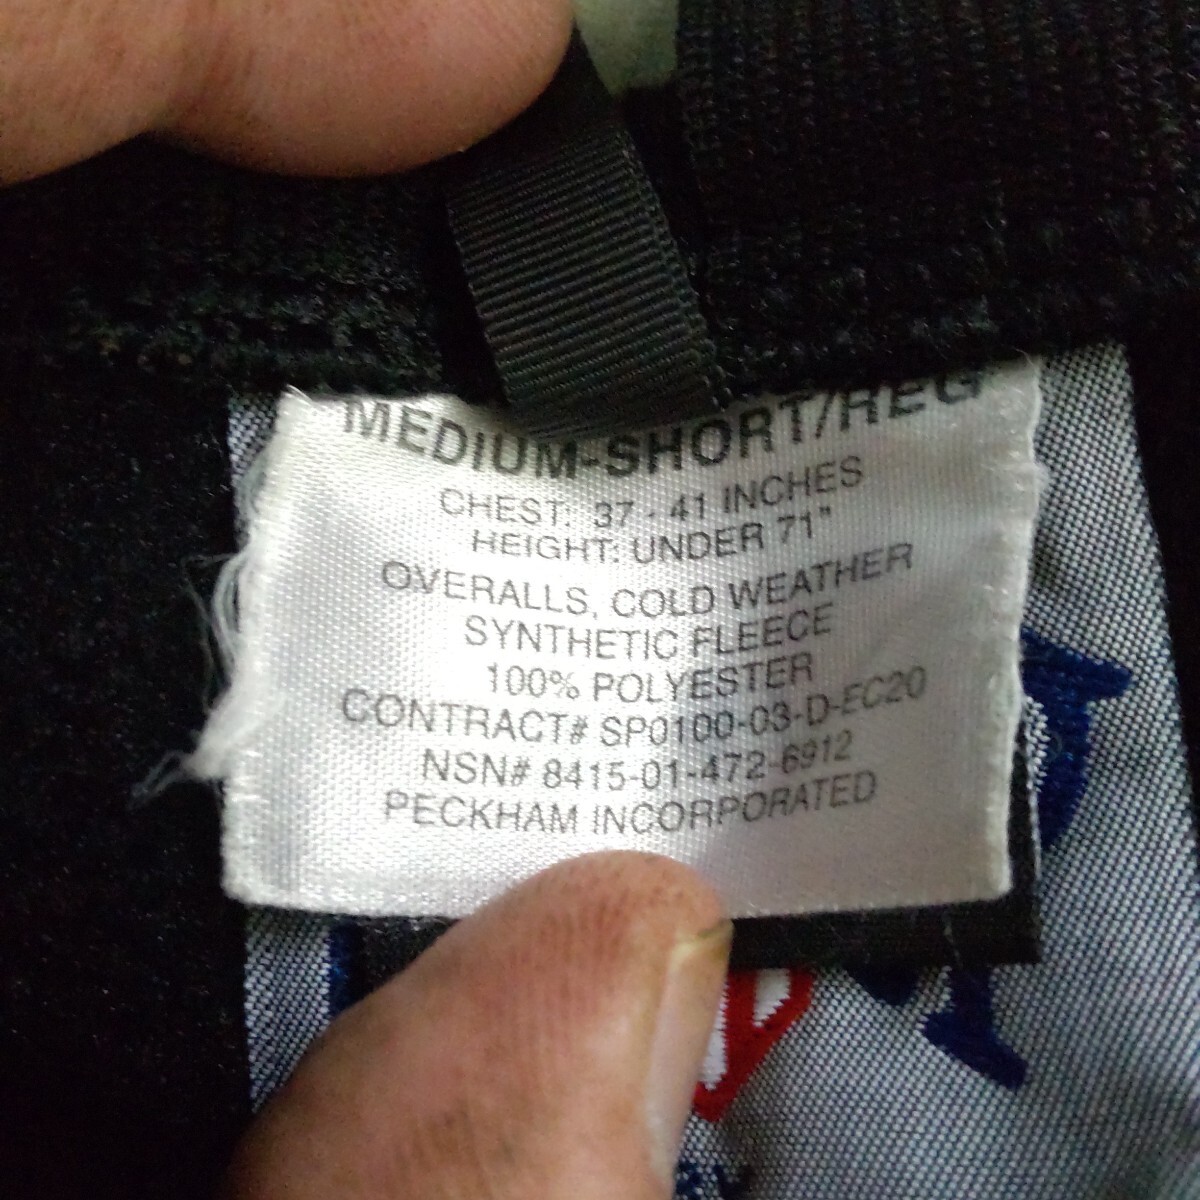 MEDIUM-SHORT/REG
CHEST: 37 - 41 INCHES
HEIGHT: UNDER 71"
OVERALLS, COLD WEATHER
SYNTHETIC FLEECE
100% POLYESTER
CONTRACT# SP0100-03-D-EC20
NSN# 8415-01-472-6912
PECKHAM INCORPORATED